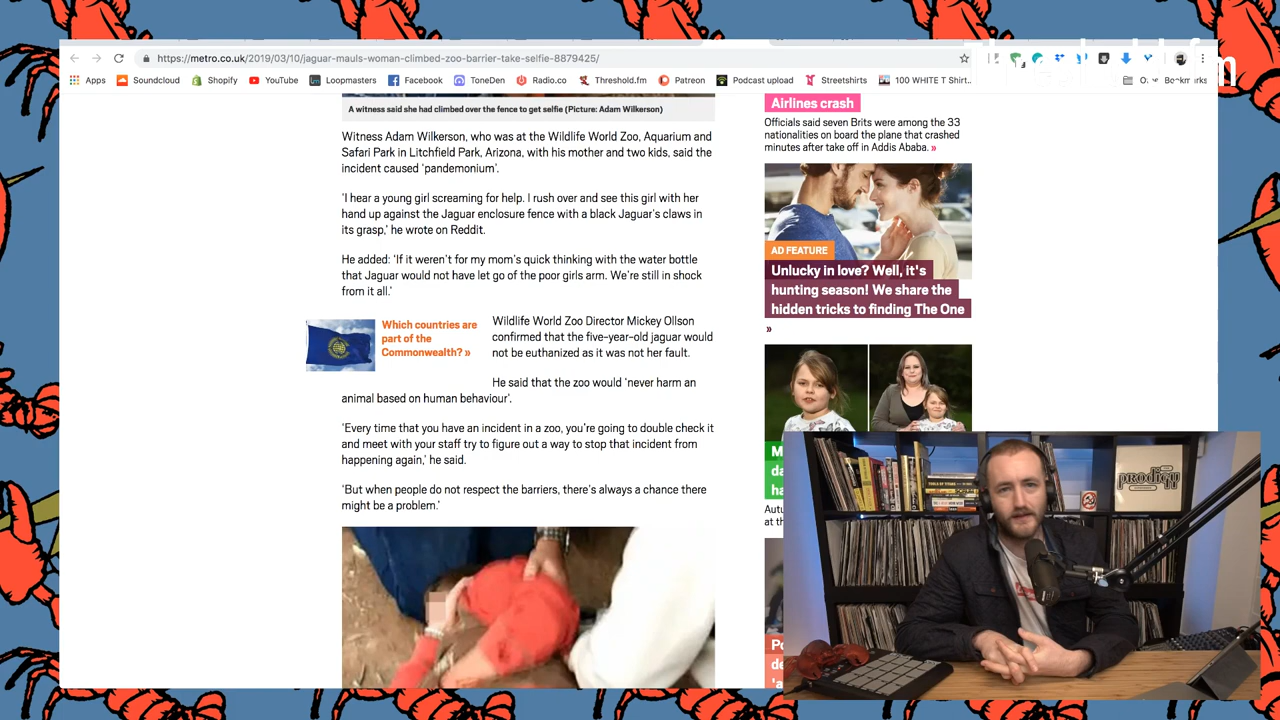 https://metro.co.uk/2019/03/10/jaguar-mauls-woman-climbed-zoo-barrier-take-selfie-8879425/
Apps Soundcloud Shopify YouTube Loopmasters Facebook ToneDen Radio.co Threshold.fm Patreon Podcast upload Streetshirts 100 WHITE T Shirt... Bookmarks
A witness said she had climbed over the fence to get selfie (Picture: Adam Wilkerson)
Witness Adam Wilkerson, who was at the Wildlife World Zoo, Aquarium and
Safari Park in Litchfield Park, Arizona, with his mother and two kids, said the
incident caused ‘pandemonium’.
‘I hear a young girl screaming for help. I rush over and see this girl with her
hand up against the Jaguar enclosure fence with a black Jaguar’s claws in
its grasp,’ he wrote on Reddit.
He added: ‘If it weren’t for my mom’s quick thinking with the water bottle
that Jaguar would not have let go of the poor girls arm. We’re still in shock
from it all.’
Which countries are
part of the
Commonwealth? »
Wildlife World Zoo Director Mickey Ollson
confirmed that the five-year-old jaguar would
not be euthanized as it was not her fault.
He said that the zoo would ‘never harm an
animal based on human behaviour’.
‘Every time that you have an incident in a zoo, you’re going to double check it
and meet with your staff try to figure out a way to stop that incident from
happening again,’ he said.
‘But when people do not respect the barriers, there’s always a chance there
might be a problem.’
Airlines crash
Officials said seven Brits were among the 33
nationalities on board the plane that crashed
minutes after take off in Addis Ababa. »
AD FEATURE
Unlucky in love? Well, it's
hunting season! We share the
hidden tricks to finding The One
»
M
da
ha
Autu
at th
Po
de
'a
prodigy